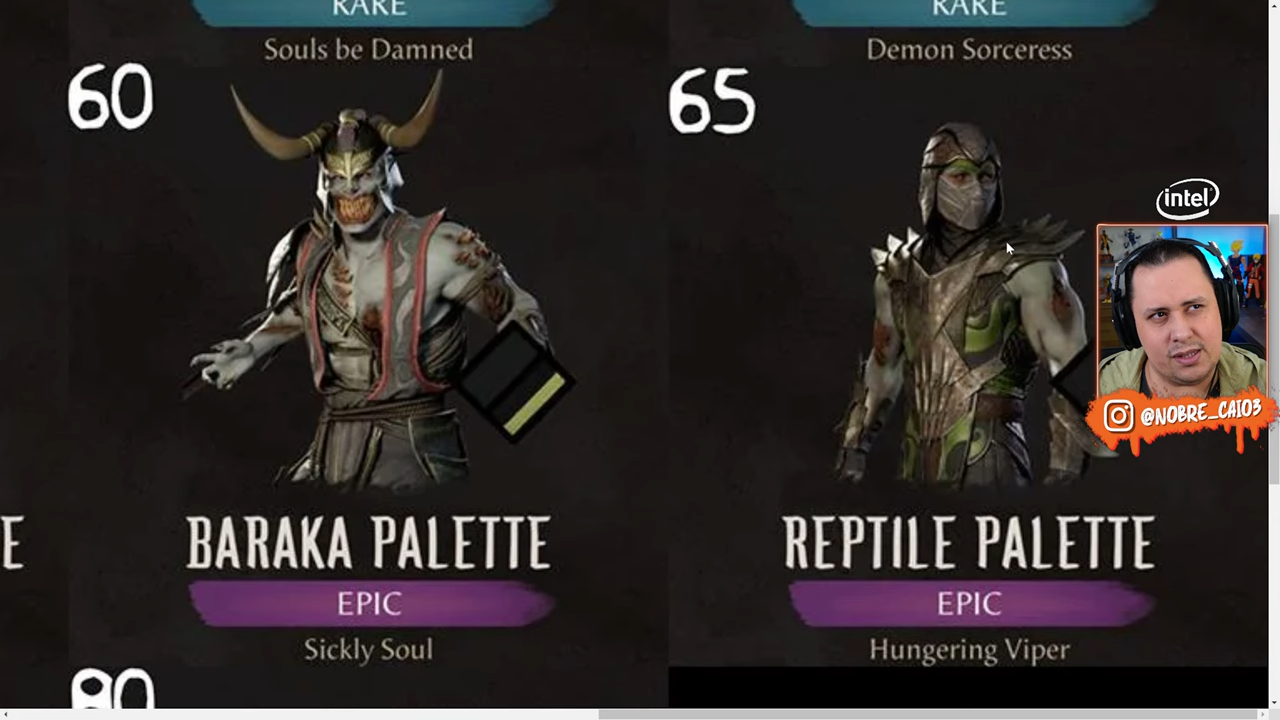 RARE
RARE
Souls be Damned
Demon Sorceress
60
65
intel
@NOBRE_CAIO3
E
BARAKA PALETTE
REPTILE PALETTE
EPIC
EPIC
Sickly Soul
Hungering Viper
80